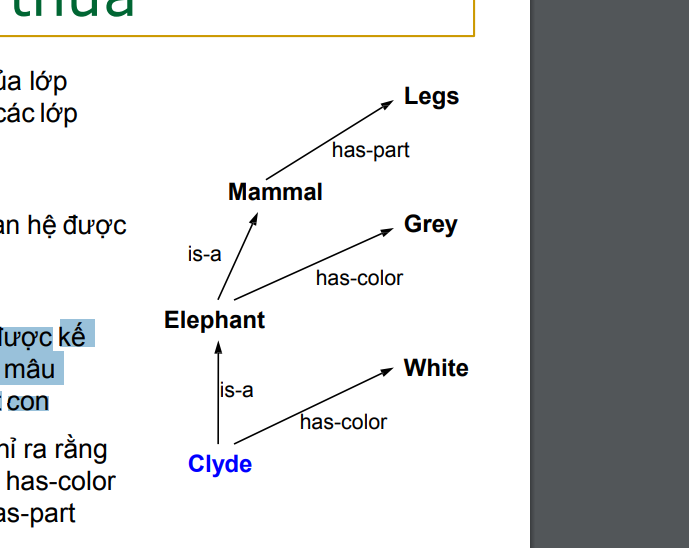 thừa
ủa lớp
các lớp
an hệ được
được kế
mâu
con
hỉ ra rằng
has-color
as-part
Legs
has-part
Mammal
Grey
is-a
has-color
Elephant
White
is-a
has-color
Clyde